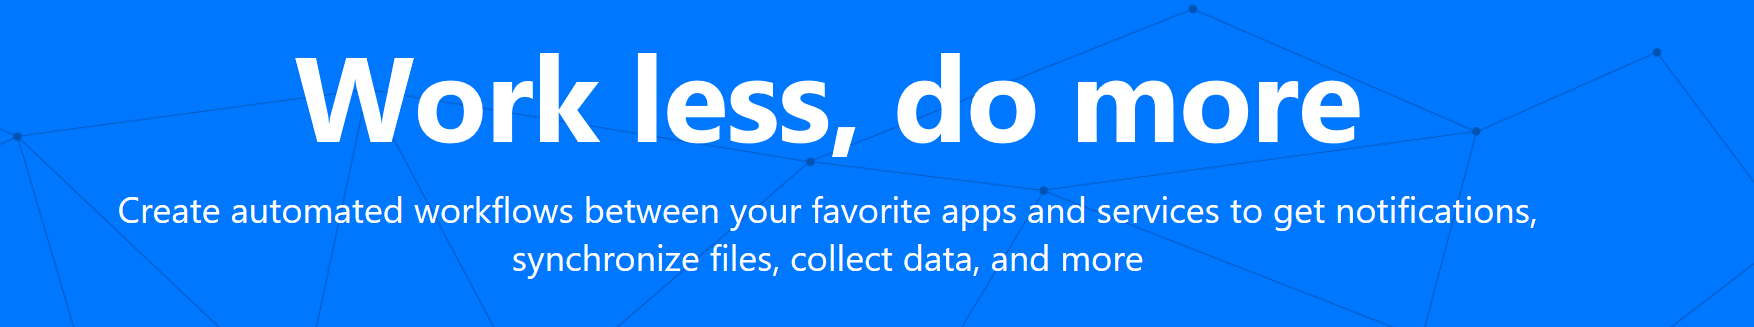 Work less, do more
Create automated workflows between your favorite apps and services to get notifications,
synchronize files, collect data, and more